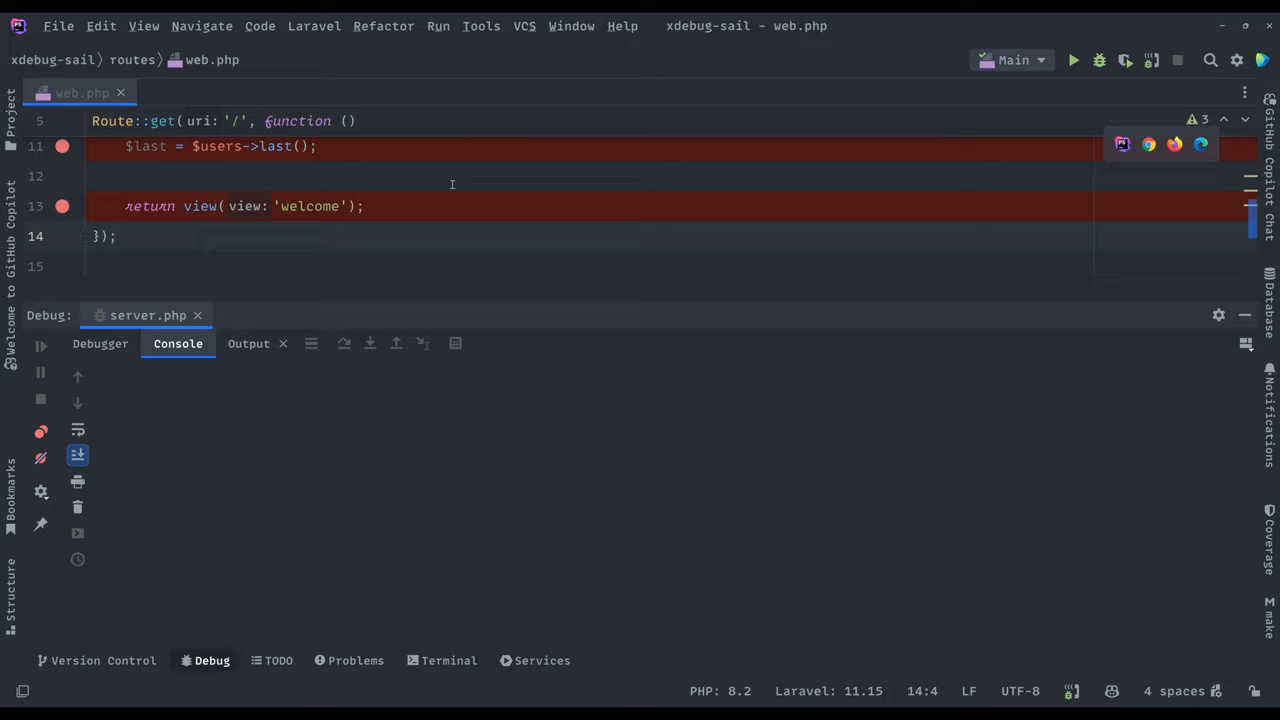 File Edit View Navigate Code Laravel Refactor Run Tools VCS Window Help xdebug-sail - web.php
xdebug-sail routes web.php Main
web.php
5 Route::get( uri: '/', function () 3
11 $last = $users->last();
12
13 return view( view: 'welcome');
14 });
15
Debug: server.php
Debugger Console Output
Project
Welcome to GitHub Copilot
Bookmarks
Structure
GitHub Copilot Chat
Database
Notifications
Coverage
M make
Version Control Debug TODO Problems Terminal Services
PHP: 8.2 Laravel: 11.15 14:4 LF UTF-8 4 spaces